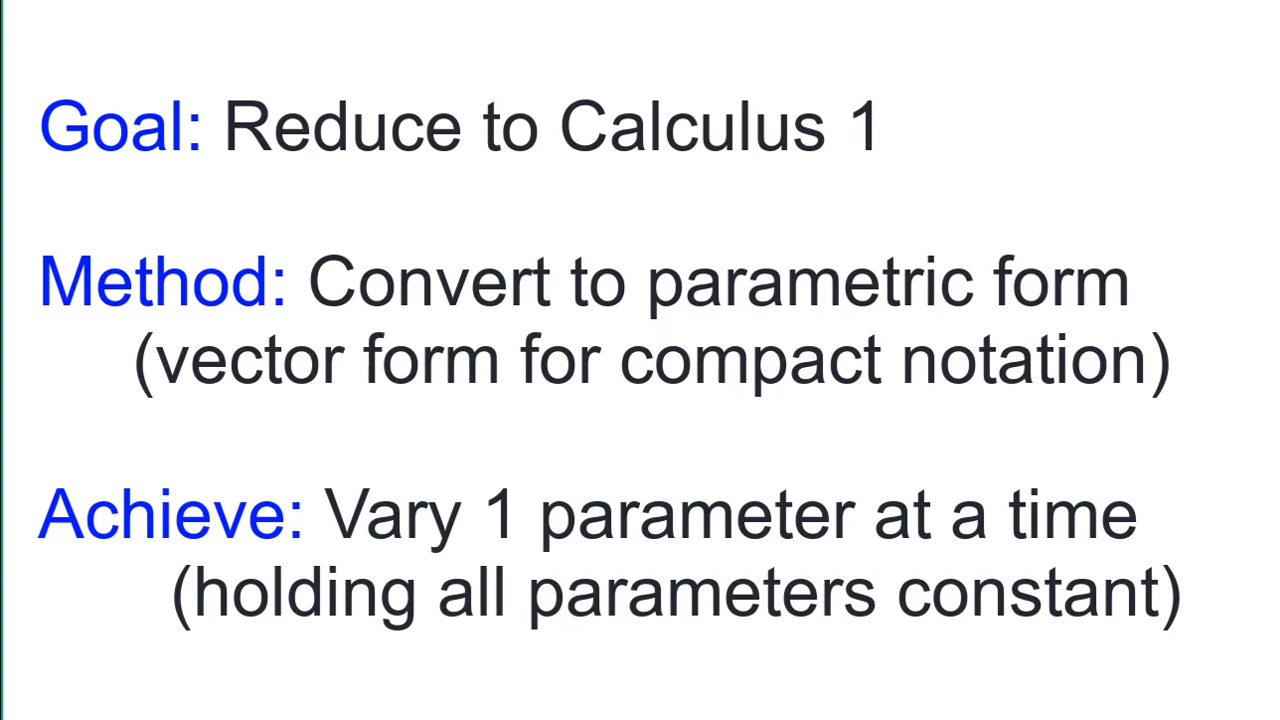 Goal: Reduce to Calculus 1
Method: Convert to parametric form
(vector form for compact notation)
Achieve: Vary 1 parameter at a time
(holding all parameters constant)